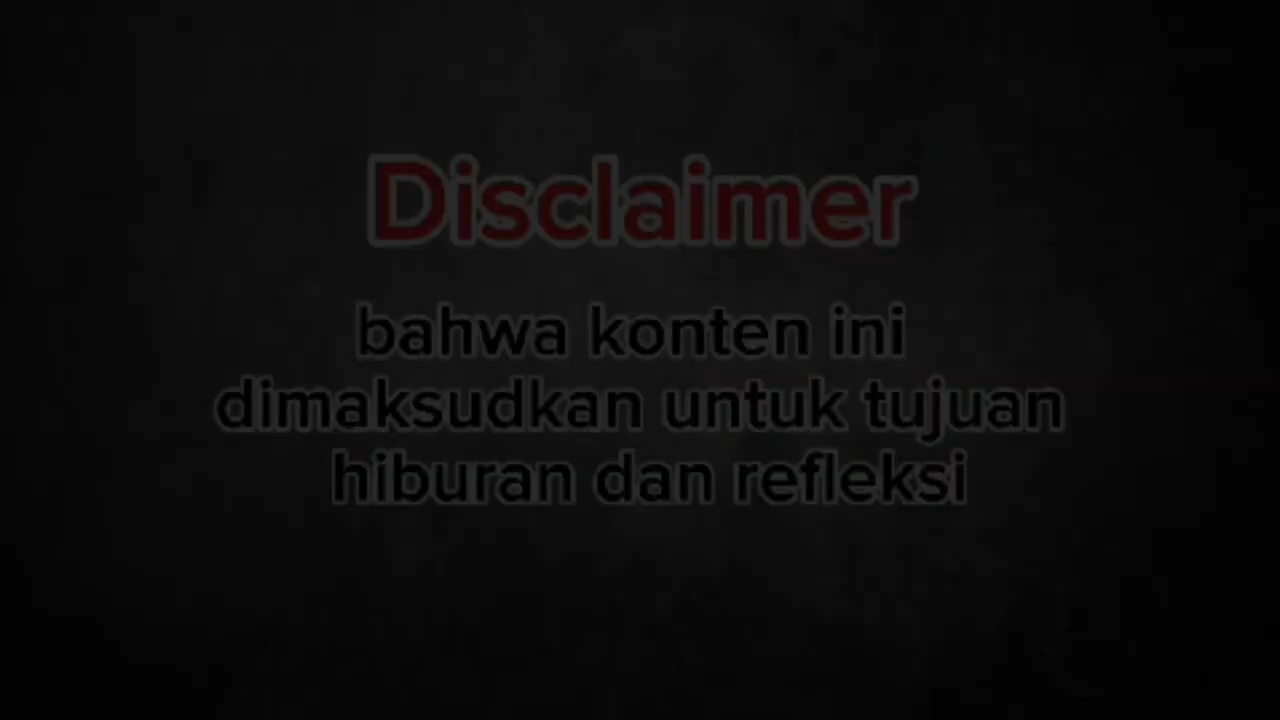 Disclaimer
bahwa konten ini
dimaksudkan untuk tujuan
hiburan dan refleksi